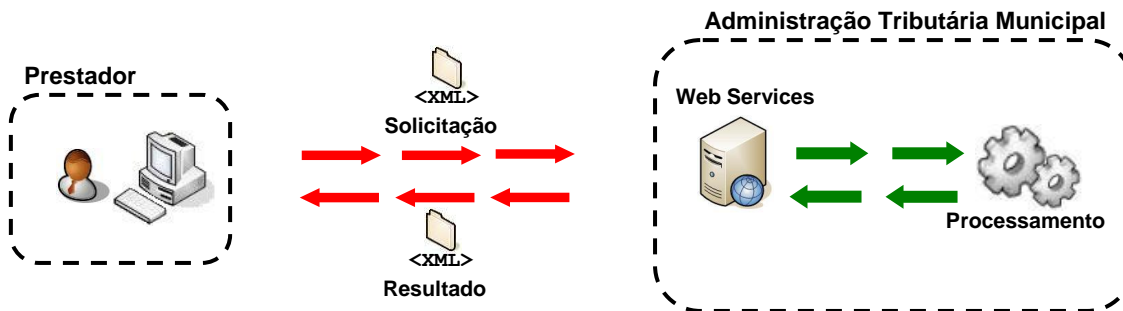 Administração Tributária Municipal
Prestador
<XML>
Solicitação
Web Services
Processamento
<XML>
Resultado